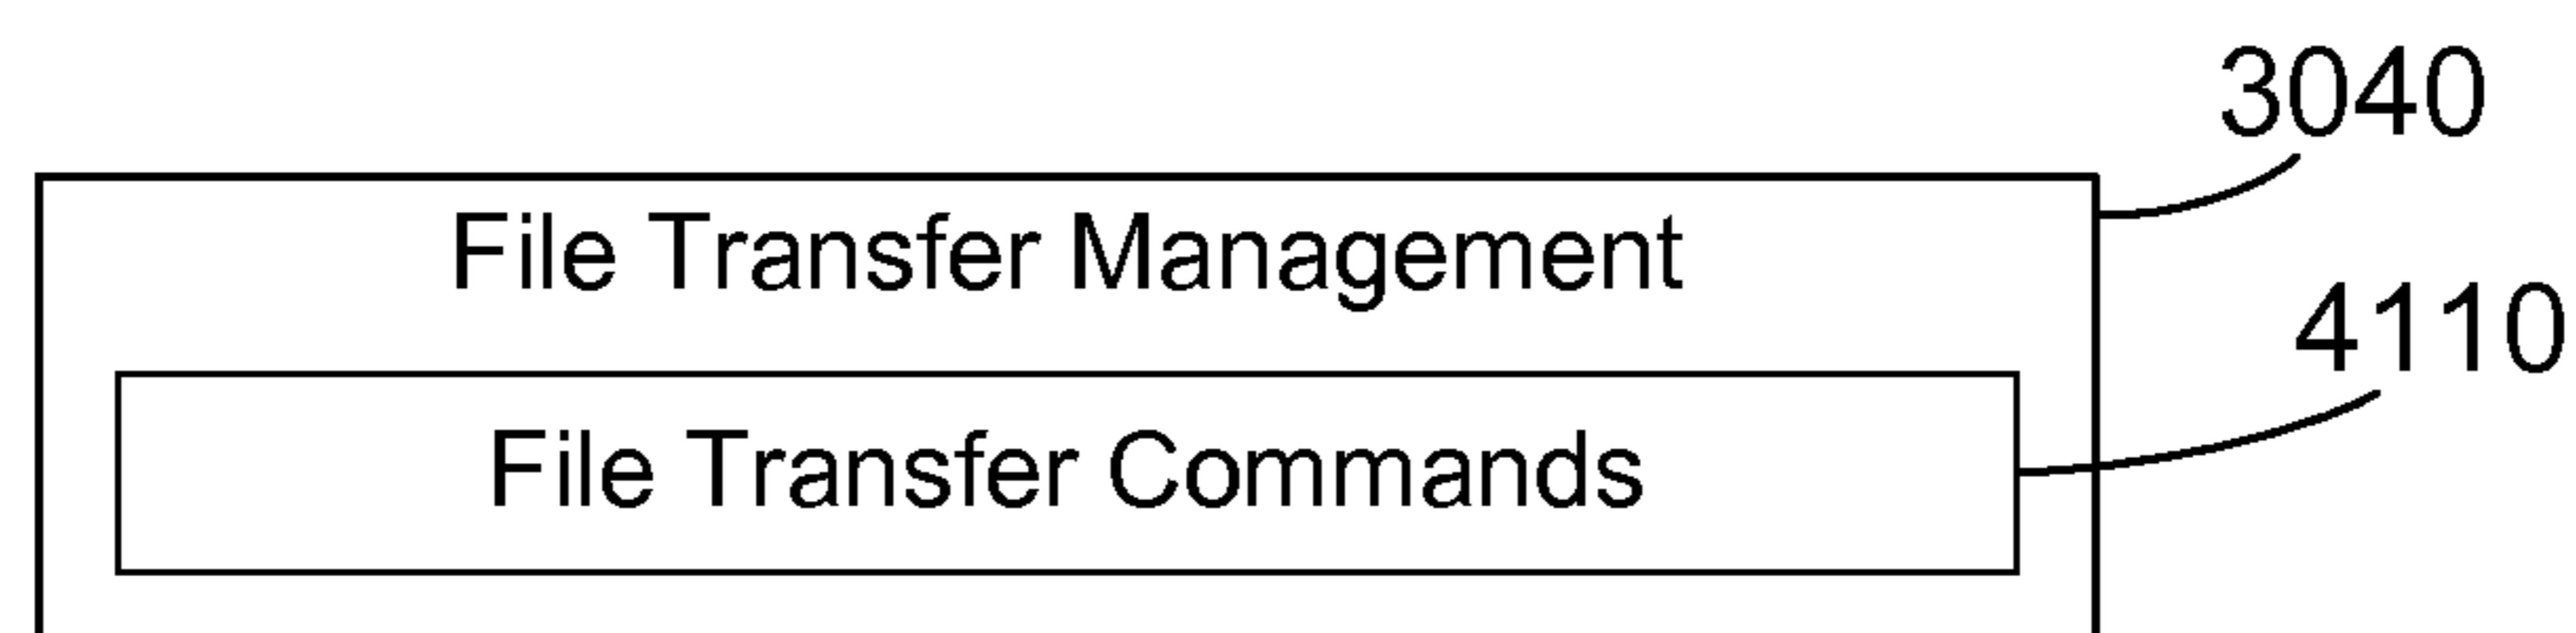 3040
File Transfer Management
4110
File Transfer Commands